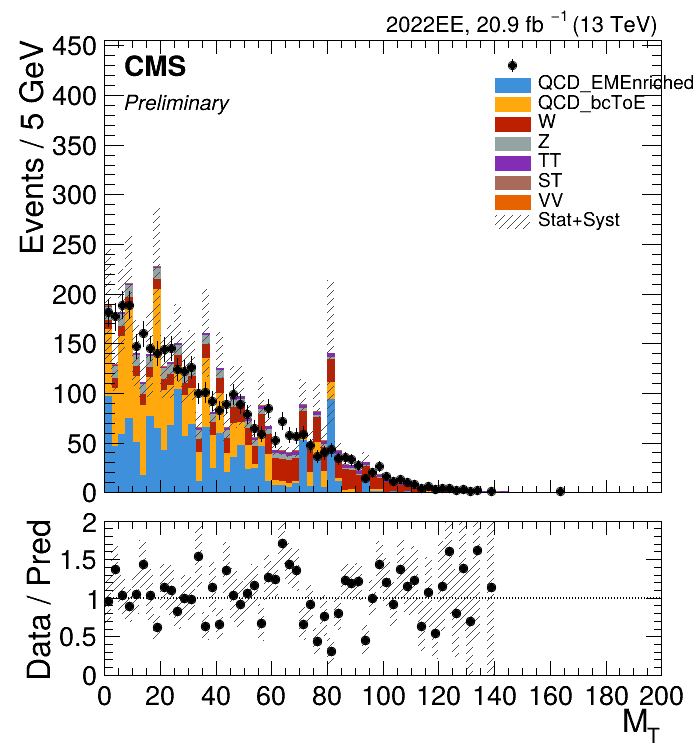 2022EE, 20.9 fb ⁻¹ (13 TeV)
Events / 5 GeV
450
400
350
300
250
200
150
100
50
0
CMS
Preliminary
QCD_EMEnriched
QCD_bcToE
W
Z
TT
ST
VV
Stat+Syst
Data / Pred
2
1.5
1
0.5
0
0 20 40 60 80 100 120 140 160 180 200
M_T